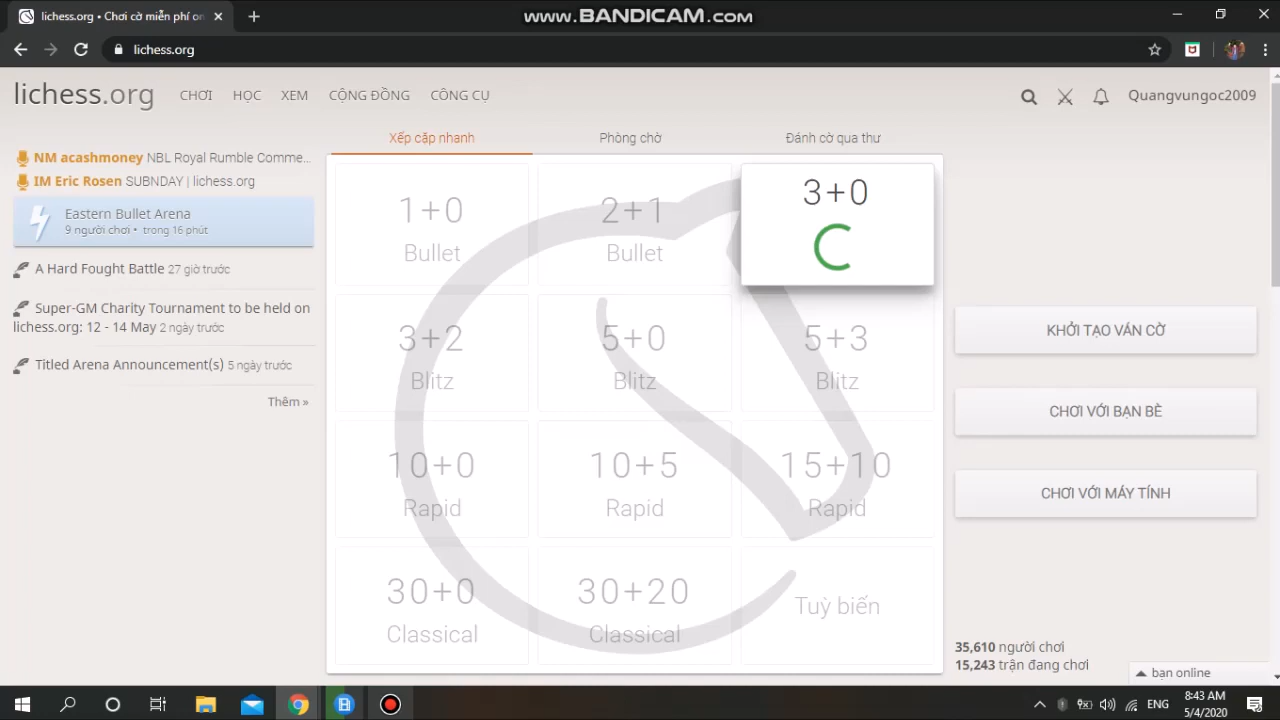 lichess.org • Chơi cờ miễn phí on
www.BANDICAM.com
lichess.org
lichess.org
CHƠI
HỌC
XEM
CỘNG ĐỒNG
CÔNG CỤ
Quangvungoc2009
NM acashmoney NBL Royal Rumble Comme...
IM Eric Rosen SUBNDAY | lichess.org
Eastern Bullet Arena
9 người chơi • trong 16 phút
A Hard Fought Battle 27 giờ trước
Super-GM Charity Tournament to be held on
lichess.org: 12 - 14 May 2 ngày trước
Titled Arena Announcement(s) 5 ngày trước
Thêm »
Xếp cặp nhanh
Phòng chờ
Đánh cờ qua thư
1+0
Bullet
2+1
Bullet
3+0
3+2
Blitz
5+0
Blitz
5+3
Blitz
10+0
Rapid
10+5
Rapid
15+10
Rapid
30+0
Classical
30+20
Classical
Tuỳ biến
KHỞI TẠO VÁN CỜ
CHƠI VỚI BẠN BÈ
CHƠI VỚI MÁY TÍNH
35,610 người chơi
15,243 trận đang chơi
bạn online
ENG
8:43 AM
5/4/2020